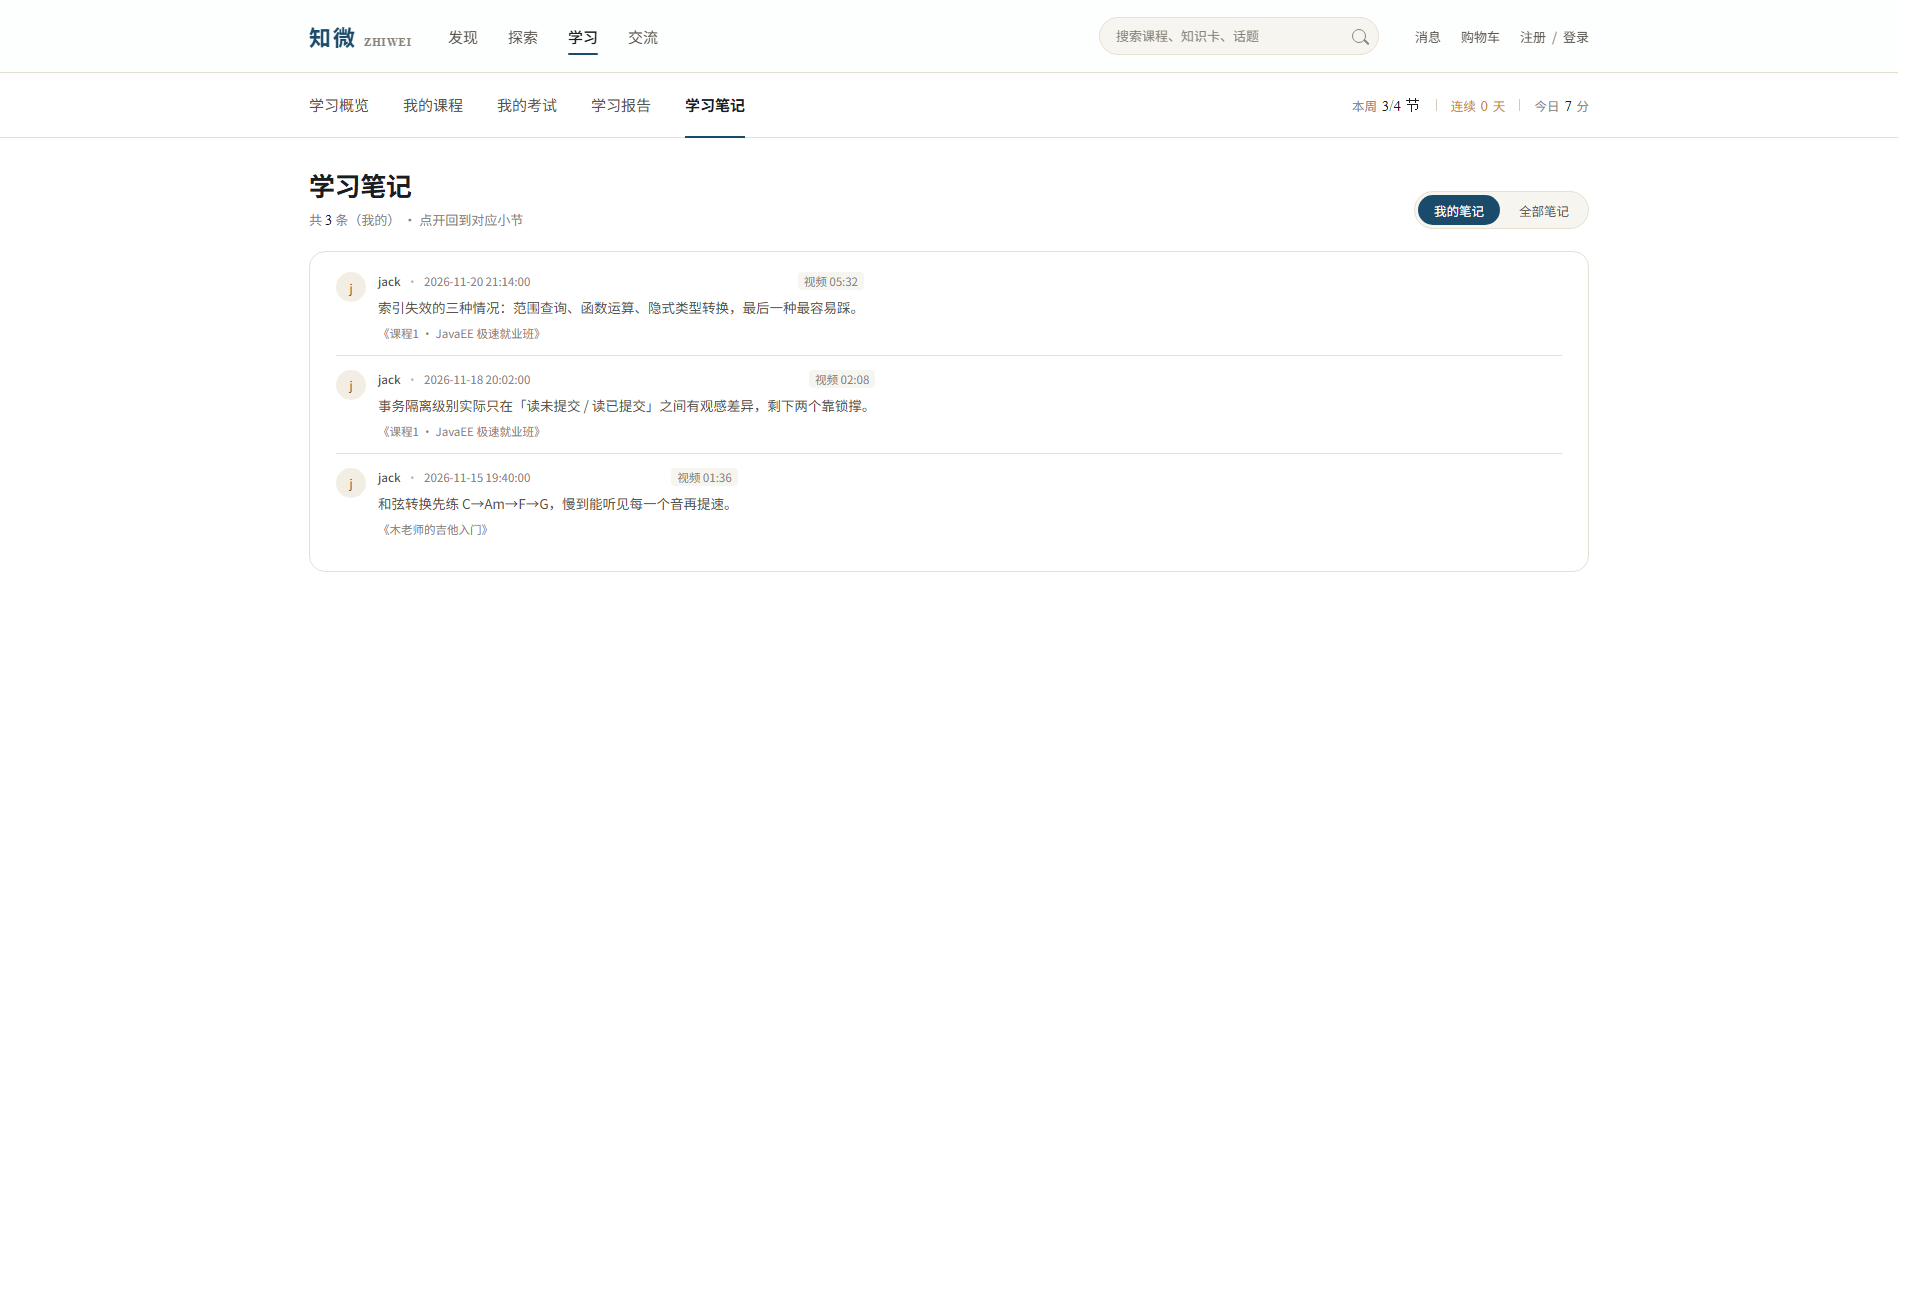 知微 ZHIWEI 发现 探索 学习 交流 搜索课程、知识卡、话题 消息 购物车 注册 / 登录
学习概览 我的课程 我的考试 学习报告 学习笔记 本周 3/4 节 连续 0 天 今日 7 分
学习笔记
共 3 条（我的） · 点开回到对应小节 我的笔记 全部笔记
j jack · 2026-11-20 21:14:00 视频 05:32
索引失效的三种情况：范围查询、函数运算、隐式类型转换，最后一种最容易踩。
《课程1 · JavaEE 极速就业班》
j jack · 2026-11-18 20:02:00 视频 02:08
事务隔离级别实际只在「读未提交 / 读已提交」之间有观感差异，剩下两个靠锁撑。
《课程1 · JavaEE 极速就业班》
j jack · 2026-11-15 19:40:00 视频 01:36
和弦转换先练 C→Am→F→G，慢到能听见每一个音再提速。
《木老师的吉他入门》